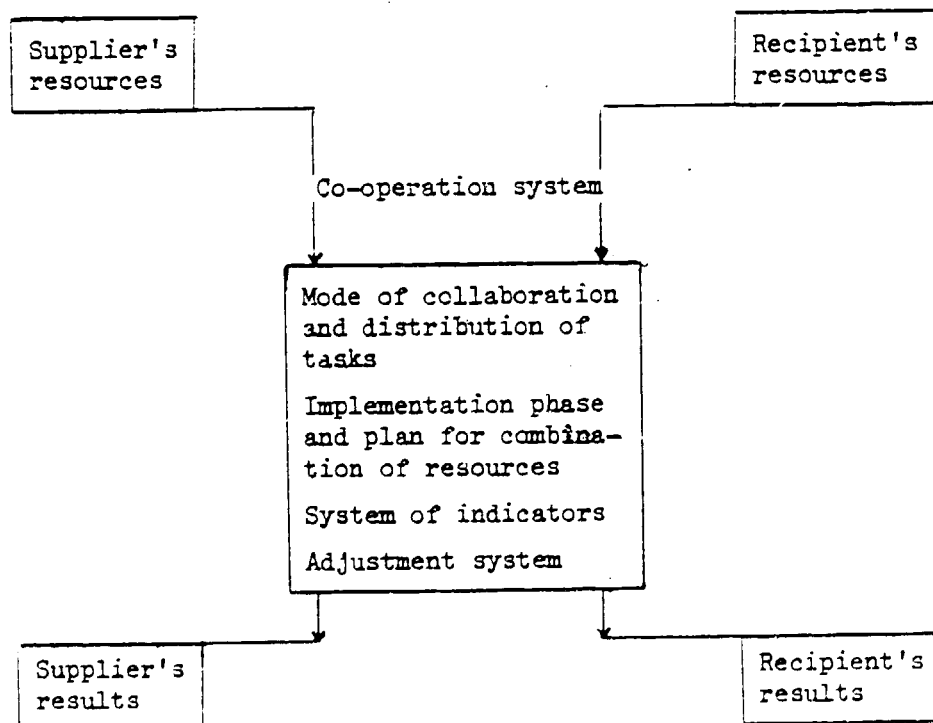 Supplier's
resources
Recipient's
resources
Co-operation system
Mode of collaboration
and distribution of
tasks
Implementation phase
and plan for combina-
tion of resources
System of indicators
Adjustment system
Supplier's
results
Recipient's
results